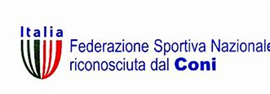 Italia
Federazione Sportiva Nazionale
riconosciuta dal Coni